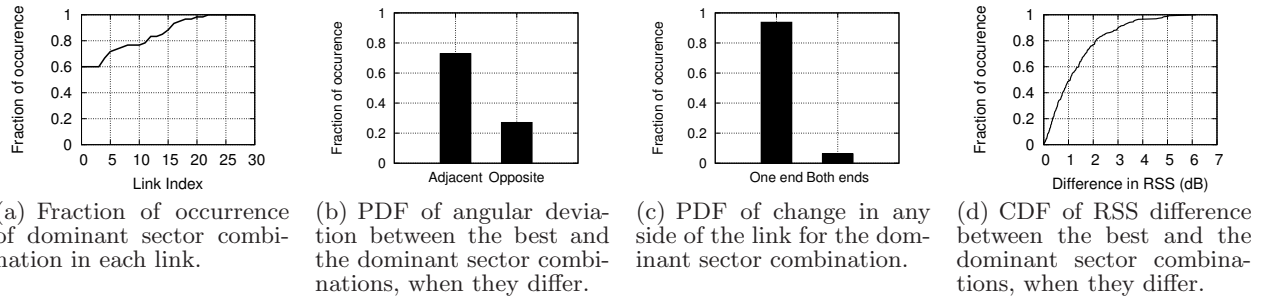 Fraction of occurence
1
0.8
0.6
0.4
0.2
0
0 5 10 15 20 25 30
Link Index
(a) Fraction of occurrence
of dominant sector combi-
nation in each link.
Fraction of occurence
1
0.8
0.6
0.4
0.2
0
Adjacent Opposite
(b) PDF of angular devia-
tion between the best and
the dominant sector combi-
nations, when they differ.
Fraction of occurence
1
0.8
0.6
0.4
0.2
0
One end Both ends
(c) PDF of change in any
side of the link for the dom-
inant sector combination.
Fraction of occurence
1
0.8
0.6
0.4
0.2
0
0 1 2 3 4 5 6 7
Difference in RSS (dB)
(d) CDF of RSS difference
between the best and the
dominant sector combina-
tions, when they differ.